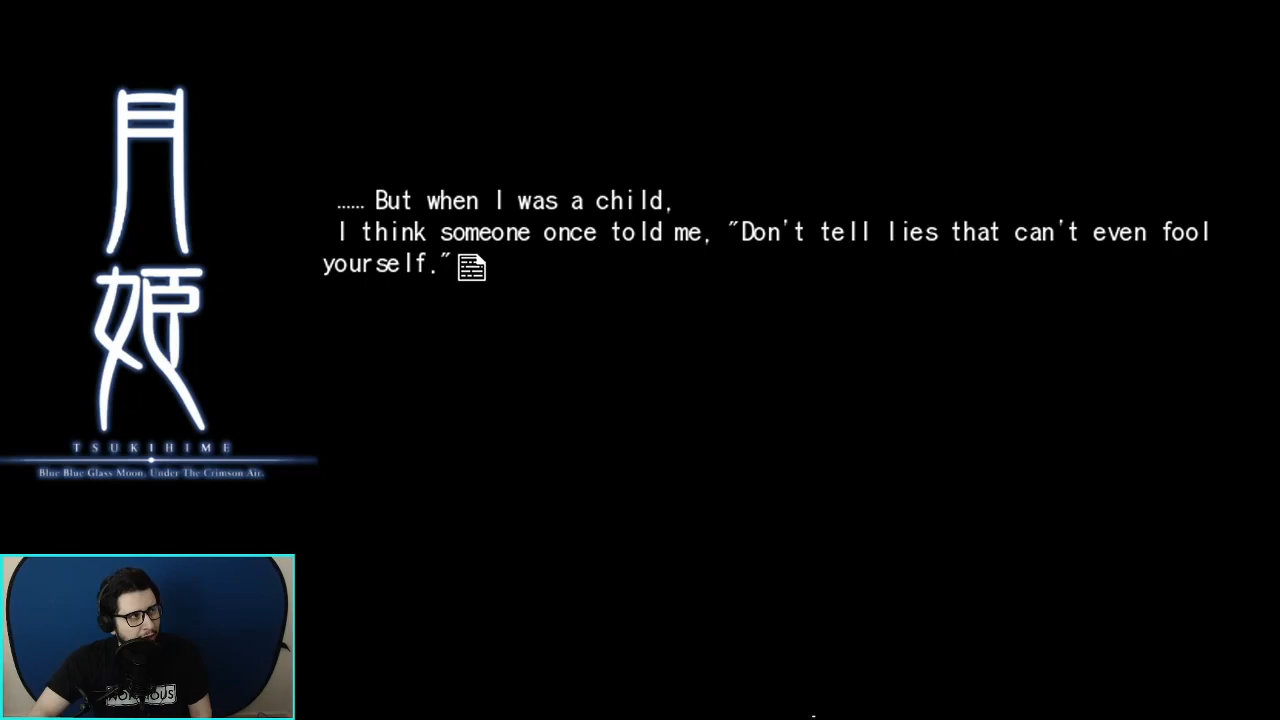 月姫
TSUKIHIME
Blue Blue Glass Moon, Under The Crimson Air.
...... But when I was a child,
I think someone once told me, "Don't tell lies that can't even fool
yourself."